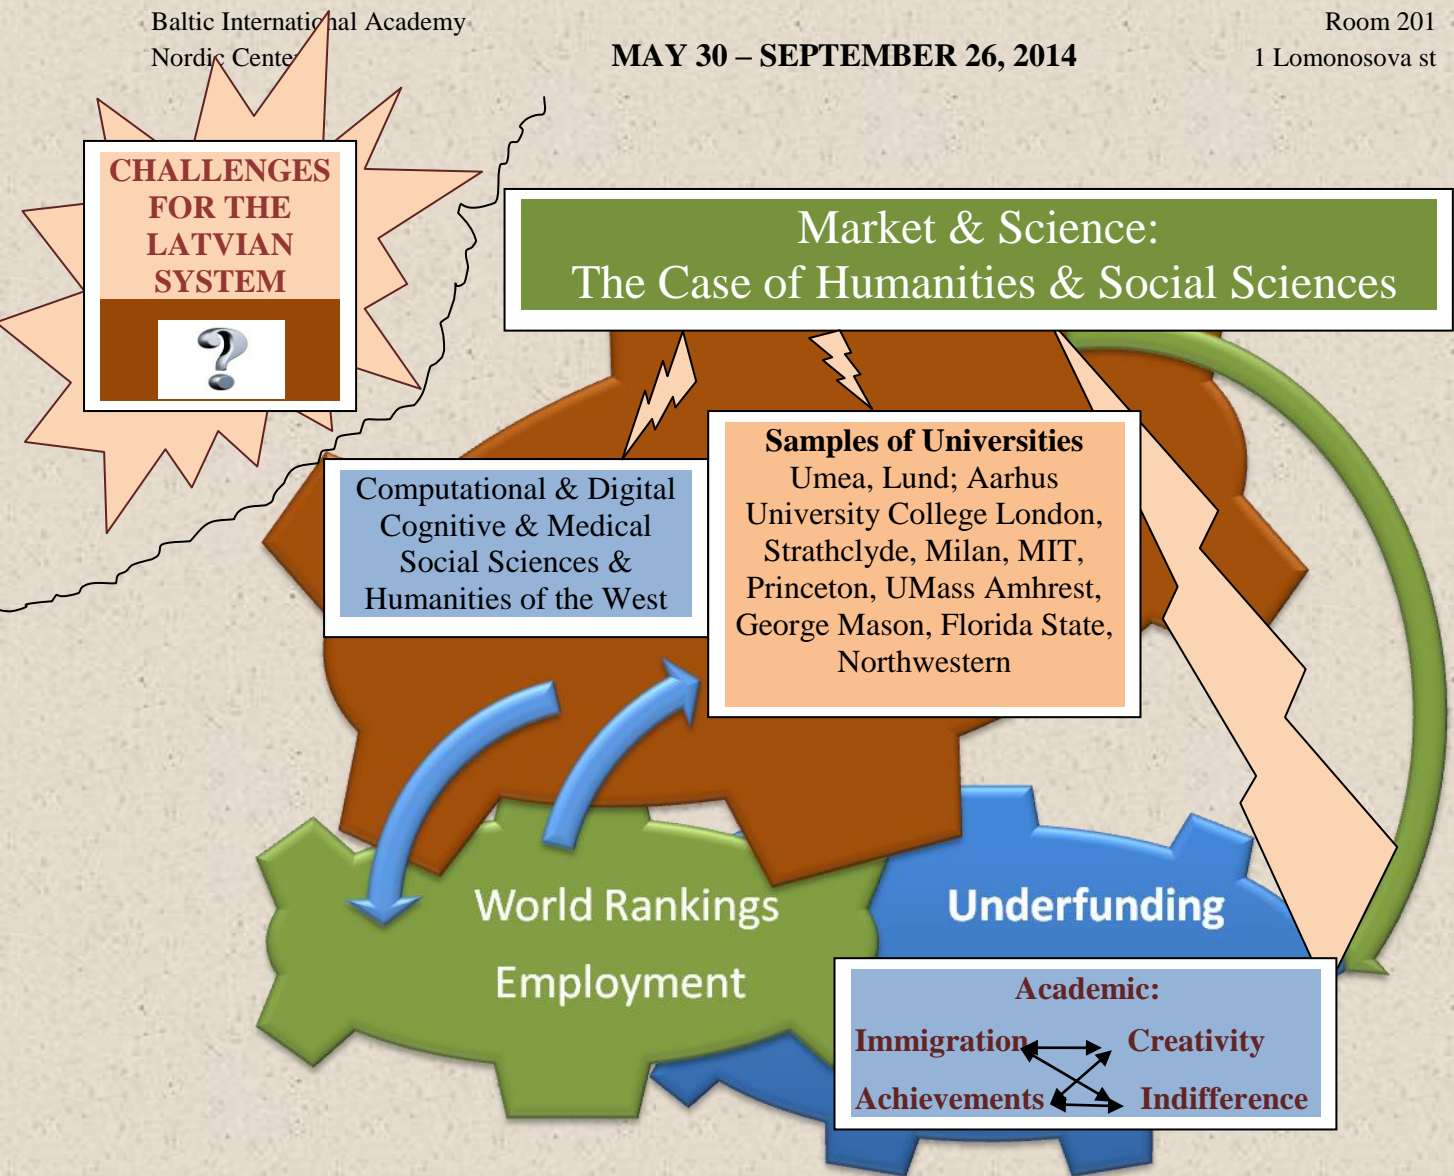 Baltic International Academy
Nordic Center
MAY 30 – SEPTEMBER 26, 2014
Room 201
1 Lomonosova st
CHALLENGES
FOR THE
LATVIAN
SYSTEM
?
Market & Science:
The Case of Humanities & Social Sciences
Computational & Digital
Cognitive & Medical
Social Sciences &
Humanities of the West
Samples of Universities
Umea, Lund; Aarhus
University College London,
Strathclyde, Milan, MIT,
Princeton, UMass Amhrest,
George Mason, Florida State,
Northwestern
World Rankings
Employment
Underfunding
Academic:
Immigration Creativity
Achievements Indifference